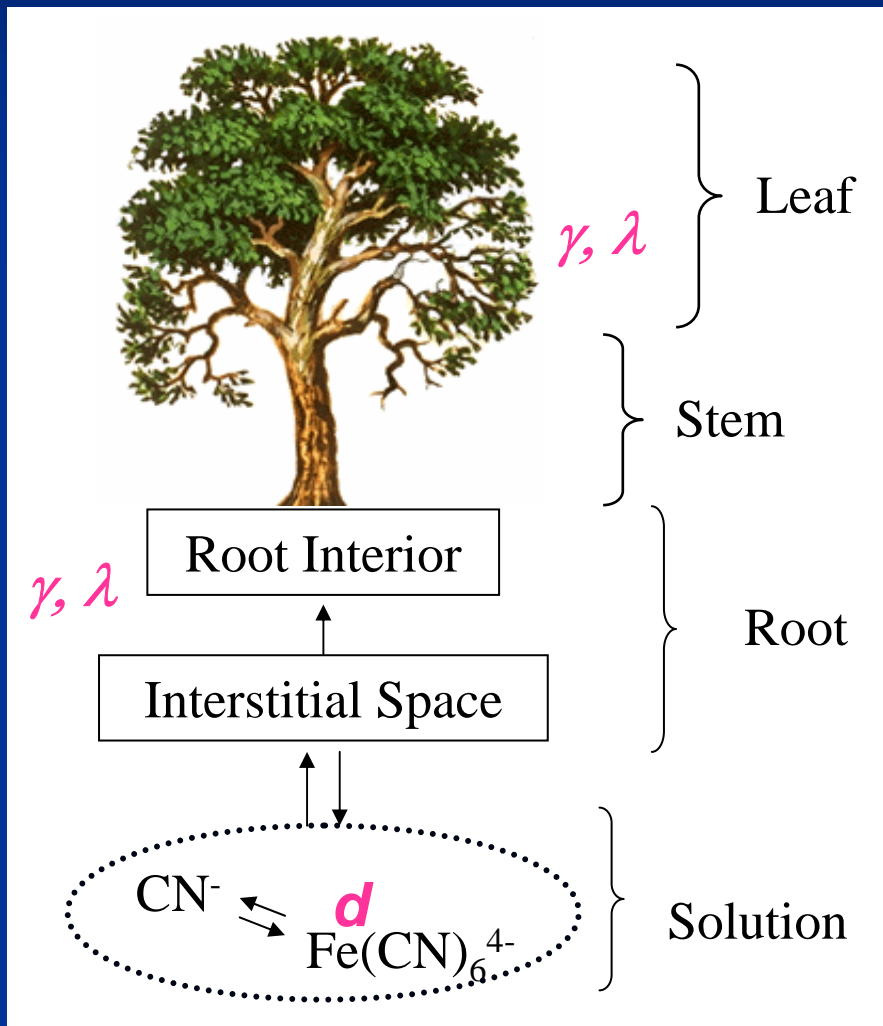 Leaf
γ, λ
Stem
Root Interior
γ, λ
Root
Interstitial Space
CN⁻
d
Fe(CN)₆⁴⁻
Solution